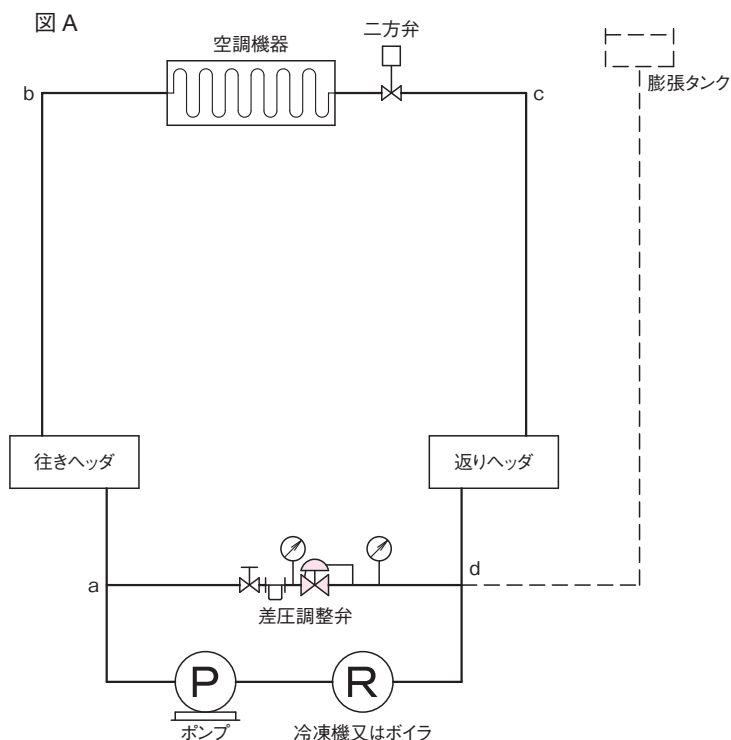 図 A
空調機器
二方弁
膨張タンク
b
c
往きヘッダ
返りヘッダ
a
d
差圧調整弁
P
R
ポンプ
冷凍機又はボイラ